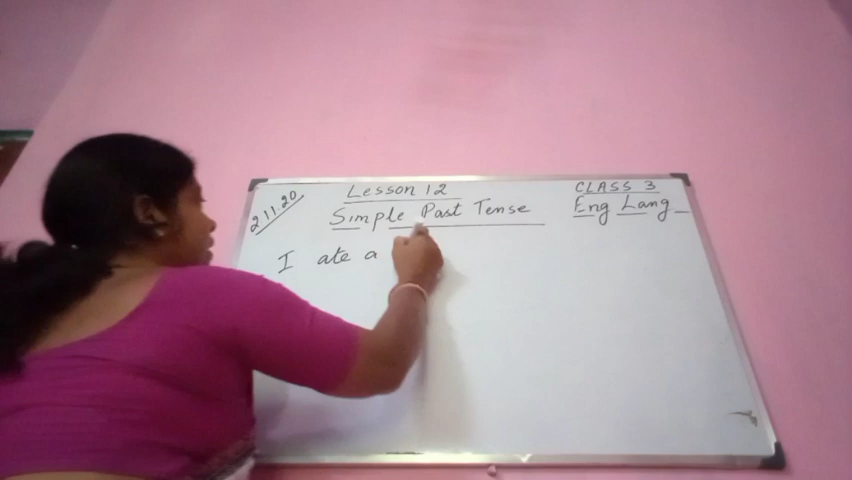 2.11.20
Lesson 12
CLASS 3
Simple Past Tense
Eng Lang
I ate a